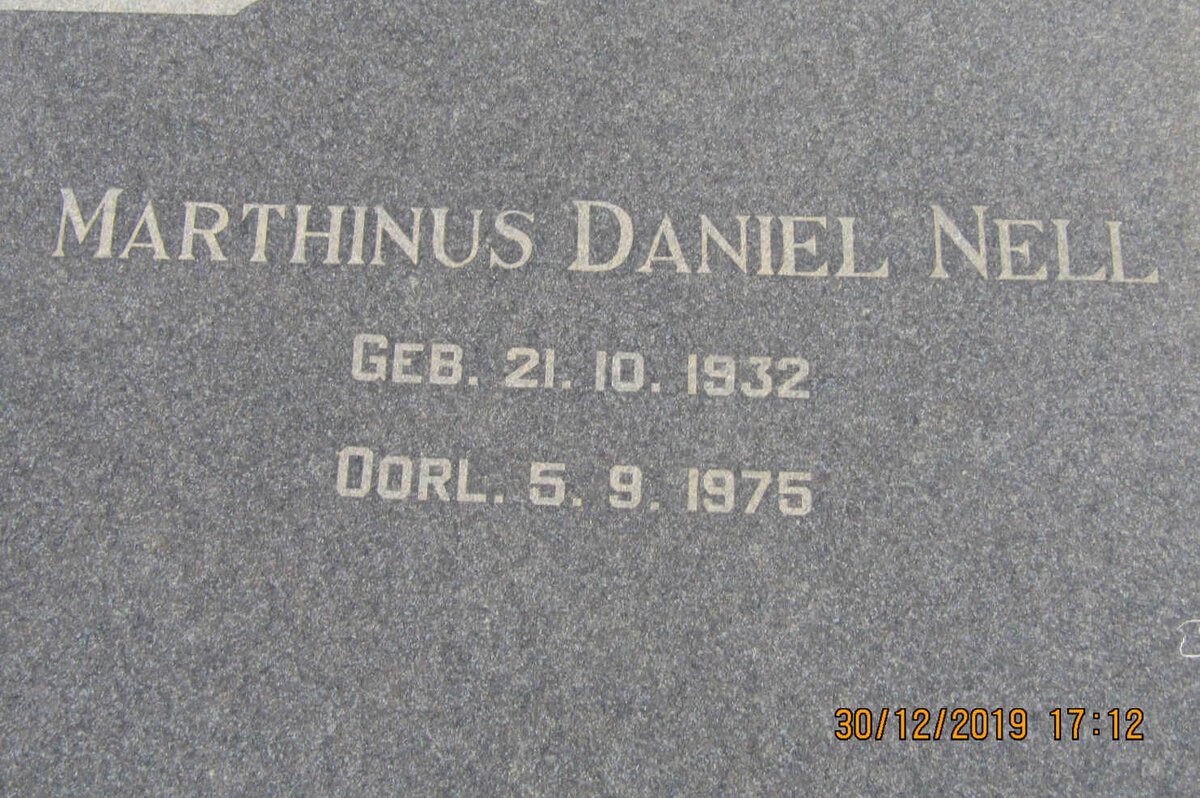 MARTHINUS DANIEL NELL
GEB. 21. 10. 1932
OORL. 5. 9. 1975
30/12/2019 17:12